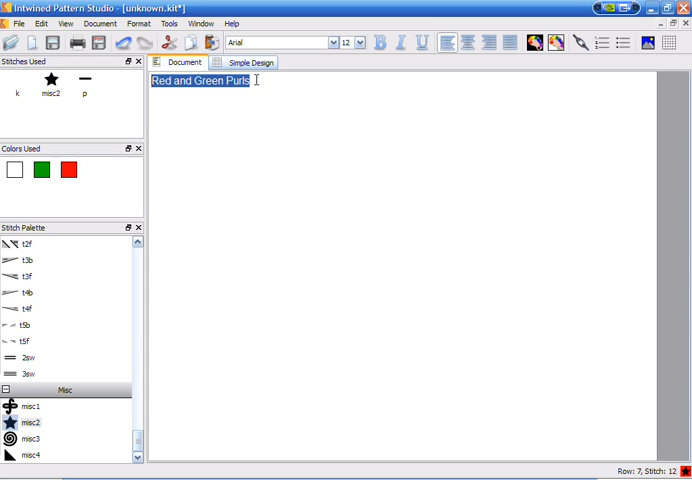 Intwined Pattern Studio - [unknown.kit*]
File Edit View Document Format Tools Window Help
Arial 12 B I U
Stitches Used
k misc2 p
Colors Used
Stitch Palette
t2f
t3b
t3f
t4b
t4f
t5b
t5f
2sw
3sw
Misc
misc1
misc2
misc3
misc4
Document Simple Design
Red and Green Purls
Row: 7, Stitch: 12